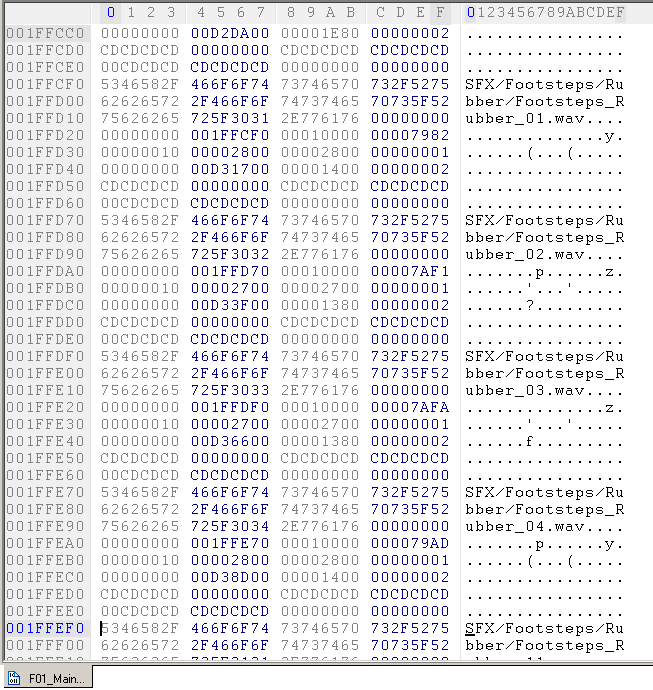 0 1 2 3 4 5 6 7 8 9 A B C D E F 0123456789ABCDEF
001FFCC0 00000000 00D2DA00 00001E80 00000002 ................
001FFCD0 CDCDCDCD 00000000 CDCDCDCD CDCDCDCD ................
001FFCE0 00CDCDCD CDCDCDCD 00000000 CDCDCDCD ................
001FFCF0 5346582F 466F6F74 73746570 732F5275 SFX/Footsteps/Ru
001FFD00 62626572 2F466F6F 74737465 70735F52 bber/Footsteps_R
001FFD10 75626265 725F3031 2E776176 00000000 ubber_01.wav....
001FFD20 00000000 001FFCF0 00010000 00007982 ..............y.
001FFD30 00000010 00002800 00002800 00000001 ......(...(.....
001FFD40 00000000 00D31700 00001400 00000002 ................
001FFD50 CDCDCDCD 00000000 CDCDCDCD CDCDCDCD ................
001FFD60 00CDCDCD CDCDCDCD 00000000 CDCDCDCD ................
001FFD70 5346582F 466F6F74 73746570 732F5275 SFX/Footsteps/Ru
001FFD80 62626572 2F466F6F 74737465 70735F52 bber/Footsteps_R
001FFD90 75626265 725F3032 2E776176 00000000 ubber_02.wav....
001FFDA0 00000000 001FFD70 00010000 00007AF1 .......p......z.
001FFDB0 00000010 00002700 00002700 00000001 ......'...'.....
001FFDC0 00000000 00D33F00 00001380 00000002 ......?.........
001FFDD0 CDCDCDCD 00000000 CDCDCDCD CDCDCDCD ................
001FFDE0 00CDCDCD CDCDCDCD 00000000 CDCDCDCD ................
001FFDF0 5346582F 466F6F74 73746570 732F5275 SFX/Footsteps/Ru
001FFE00 62626572 2F466F6F 74737465 70735F52 bber/Footsteps_R
001FFE10 75626265 725F3033 2E776176 00000000 ubber_03.wav....
001FFE20 00000000 001FFDF0 00010000 00007AFA ..............z.
001FFE30 00000010 00002700 00002700 00000001 ......'...'.....
001FFE40 00000000 00D36600 00001380 00000002 ......f.........
001FFE50 CDCDCDCD 00000000 CDCDCDCD CDCDCDCD ................
001FFE60 00CDCDCD CDCDCDCD 00000000 CDCDCDCD ................
001FFE70 5346582F 466F6F74 73746570 732F5275 SFX/Footsteps/Ru
001FFE80 62626572 2F466F6F 74737465 70735F52 bber/Footsteps_R
001FFE90 75626265 725F3034 2E776176 00000000 ubber_04.wav....
001FFEA0 00000000 001FFE70 00010000 000079AD .......p......y.
001FFEB0 00000010 00002800 00002800 00000001 ......(...(.....
001FFEC0 00000000 00D38D00 00001400 00000002 ................
001FFED0 CDCDCDCD 00000000 CDCDCDCD CDCDCDCD ................
001FFEE0 00CDCDCD CDCDCDCD 00000000 CDCDCDCD ................
001FFEF0 5346582F 466F6F74 73746570 732F5275 SFX/Footsteps/Ru
001FFF00 62626572 2F466F6F 74737465 70735F52 bber/Footsteps_R
F01_Main...